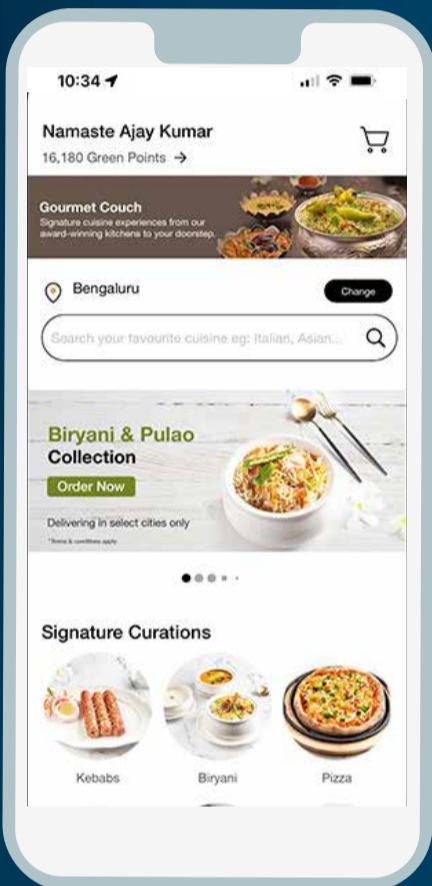 10:34
Namaste Ajay Kumar
16,180 Green Points →
Gourmet Couch
Signature cuisine experiences from our
award-winning kitchens to your doorstep.
Bengaluru
Change
Search your favourite cuisine eg: Italian, Asian...
Biryani & Pulao
Collection
Order Now
Delivering in select cities only
*Terms & conditions apply
Signature Curations
Kebabs
Biryani
Pizza